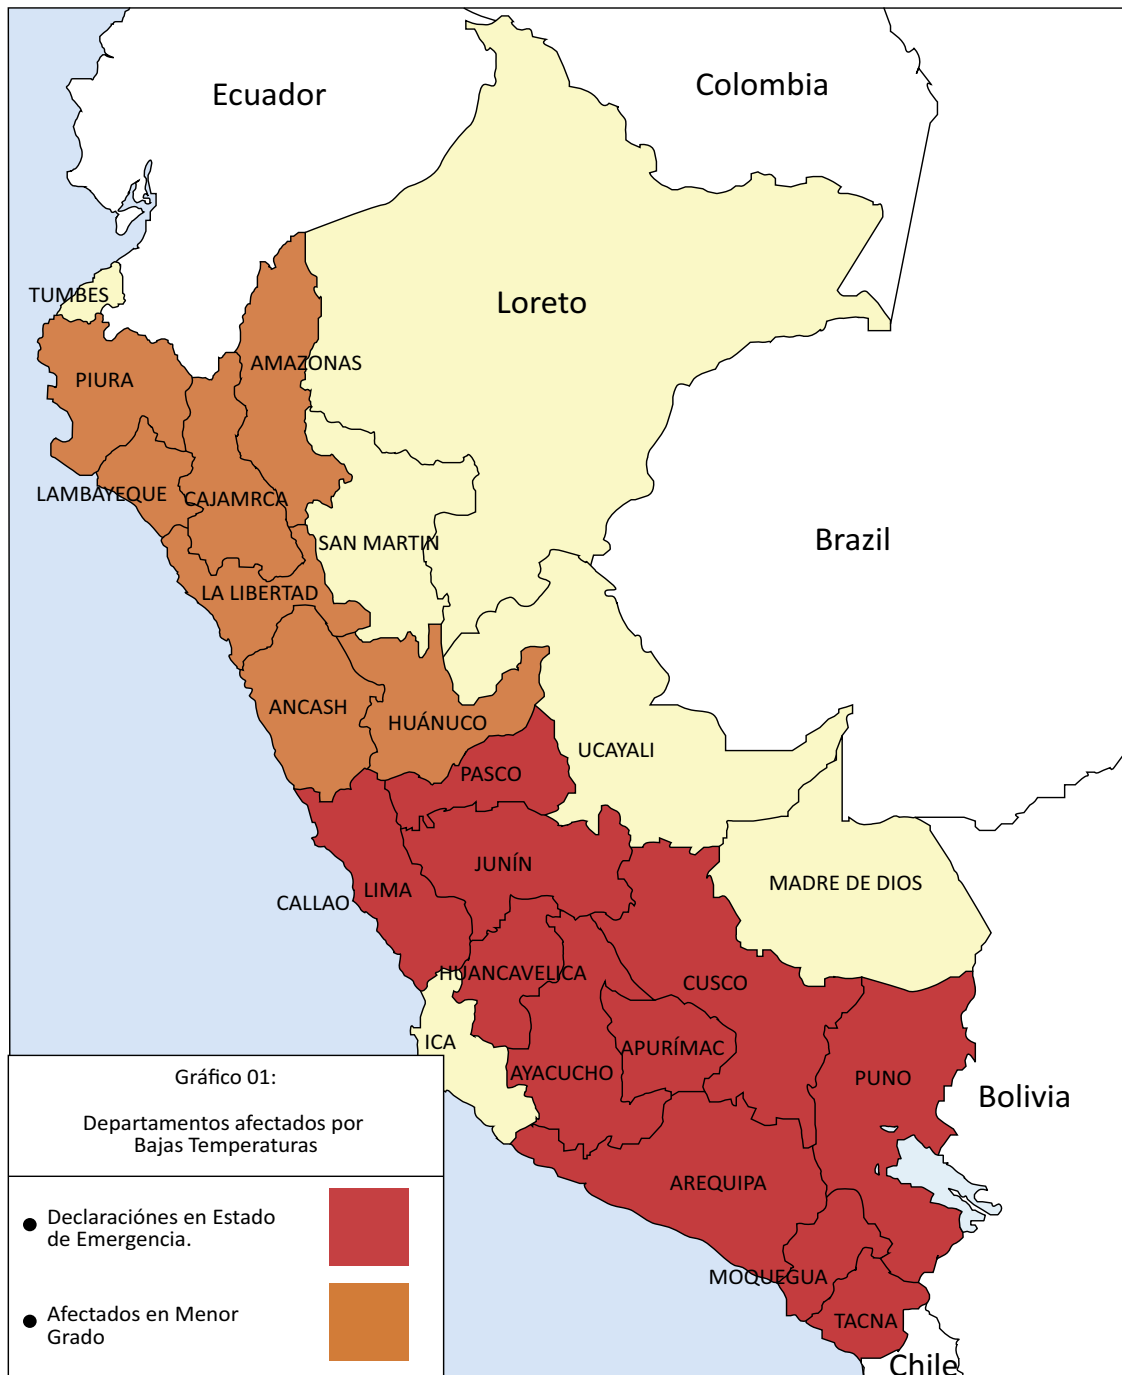 Ecuador
Colombia
TUMBES
Loreto
AMAZONAS
PIURA
LAMBAYEQUE
CAJAMRCA
SAN MARTIN
Brazil
LA LIBERTAD
ANCASH
HUÁNUCO
UCAYALI
PASCO
JUNÍN
MADRE DE DIOS
LIMA
CALLAO
HUANCAVELICA
CUSCO
ICA
APURÍMAC
AYACUCHO
PUNO
Bolivia
AREQUIPA
MOQUEGUA
TACNA
Chile
Gráfico 01:
Departamentos afectados por
Bajas Temperaturas
● Declaraciónes en Estado
de Emergencia.
● Afectados en Menor
Grado